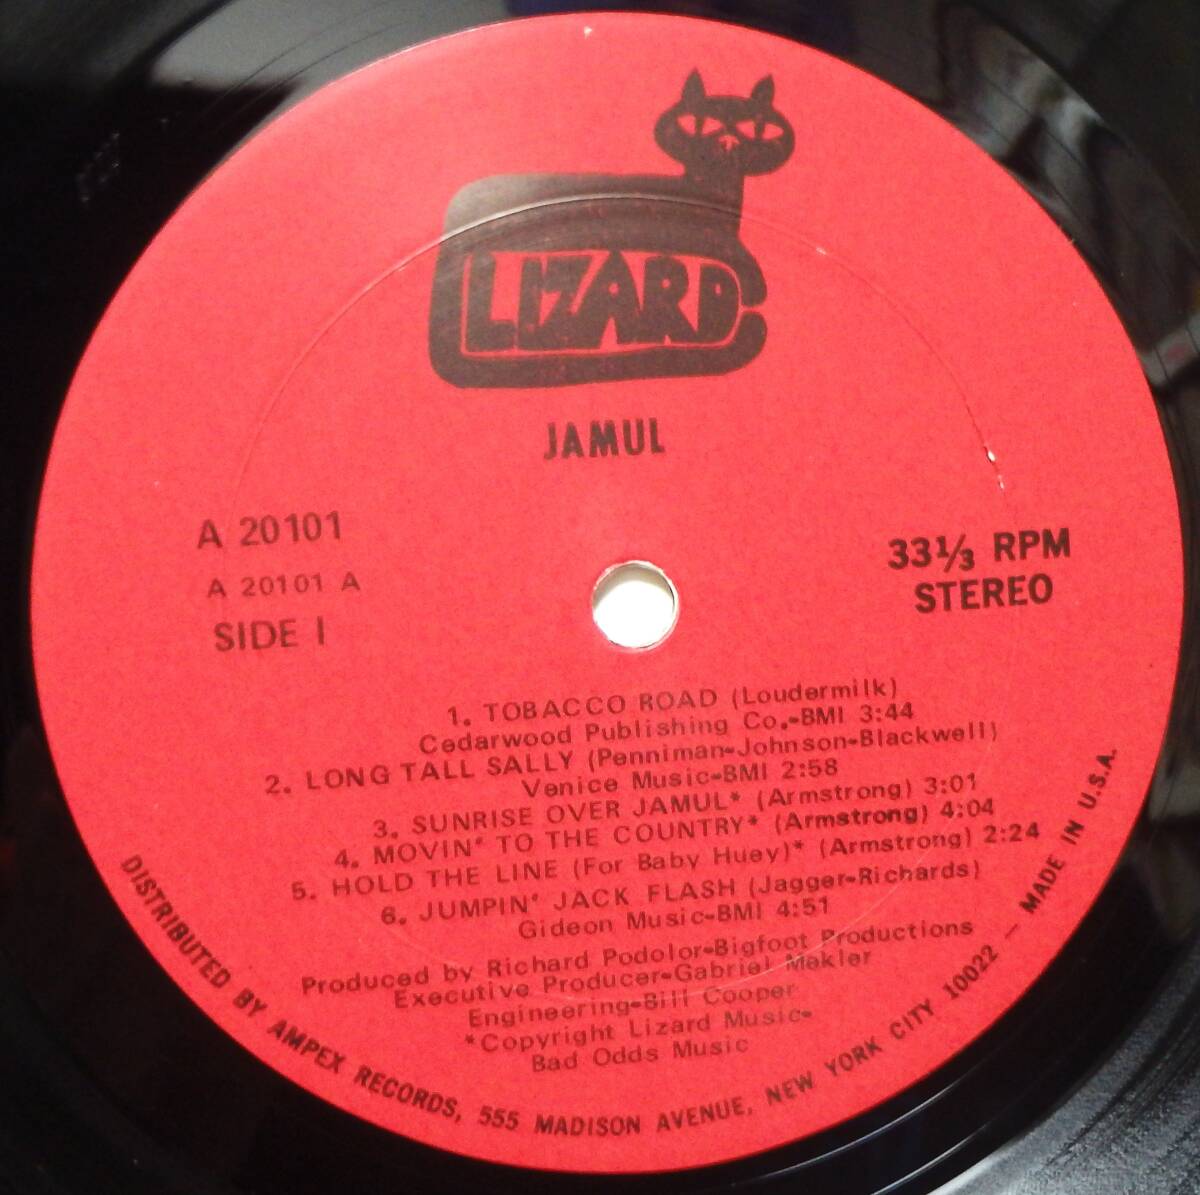 LIZARD
JAMUL
A 20101
A 20101 A
SIDE I
33⅓ RPM
STEREO
1. TOBACCO ROAD (Loudermilk)
Cedarwood Publishing Co.-BMI 3:44
2. LONG TALL SALLY (Penniman-Johnson-Blackwell)
Venice Music-BMI 2:58
3. SUNRISE OVER JAMUL* (Armstrong) 3:01
4. MOVIN' TO THE COUNTRY* (Armstrong) 4:04
5. HOLD THE LINE (For Baby Huey)* (Armstrong) 2:24
6. JUMPIN' JACK FLASH (Jagger-Richards)
Gideon Music-BMI 4:51
Produced by Richard Podolor-Bigfoot Productions
Executive Producer-Gabriel Mekler
Engineering-Bill Cooper
*Copyright Lizard Music-
Bad Odds Music
DISTRIBUTED BY AMPEX RECORDS, 555 MADISON AVENUE, NEW YORK CITY 10022 - MADE IN U.S.A.